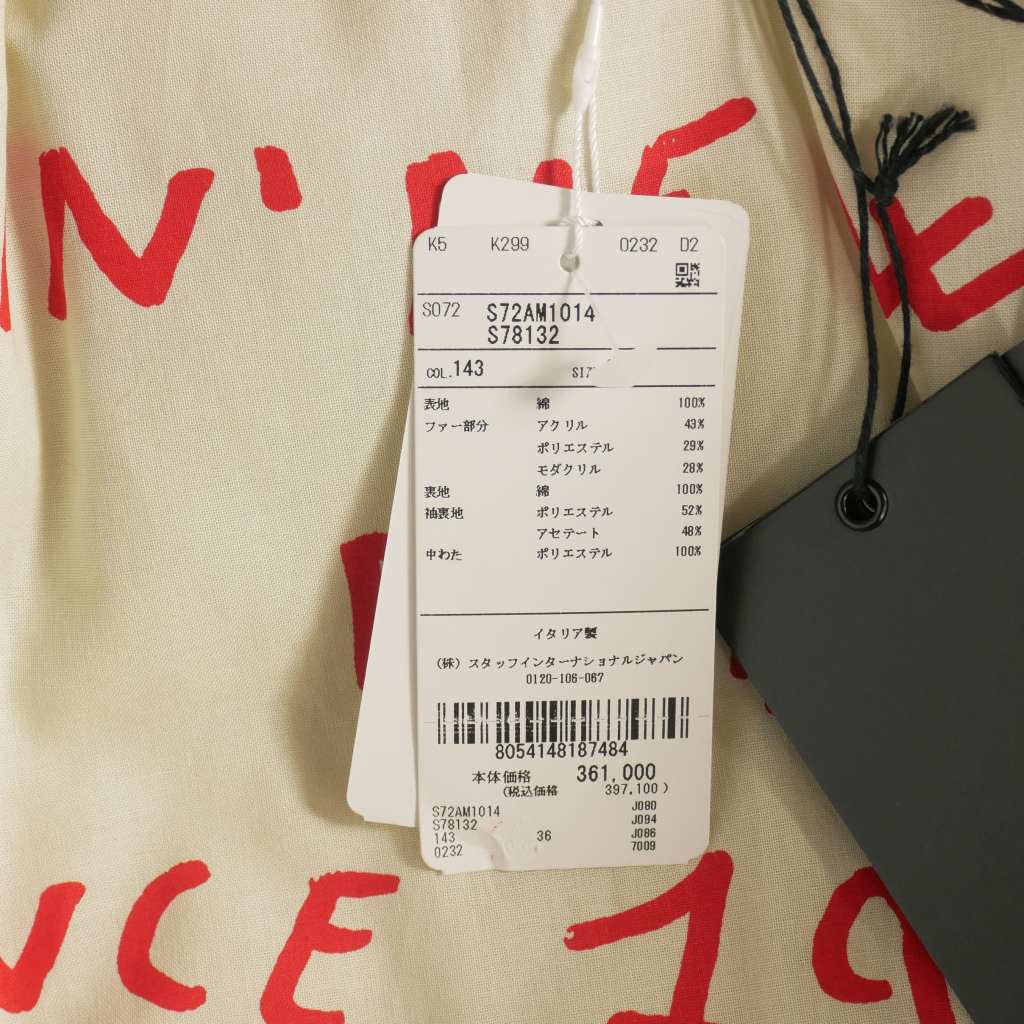 N'
K5 K299 0232 D2
S072 S72AM1014
S78132
COL.143
表地 綿 100%
ファー部分 アクリル 43%
ポリエステル 29%
モダクリル 28%
裏地 綿 100%
袖裏地 ポリエステル 52%
アセテート 48%
中わた ポリエステル 100%
イタリア製
(株)スタッフインターナショナルジャパン
0120-106-067
8054148187484
本体価格 361,000
(税込価格 397,100)
S72AM1014 J080
S78132 J094
143 36 J086
0232 7009
NCE 19